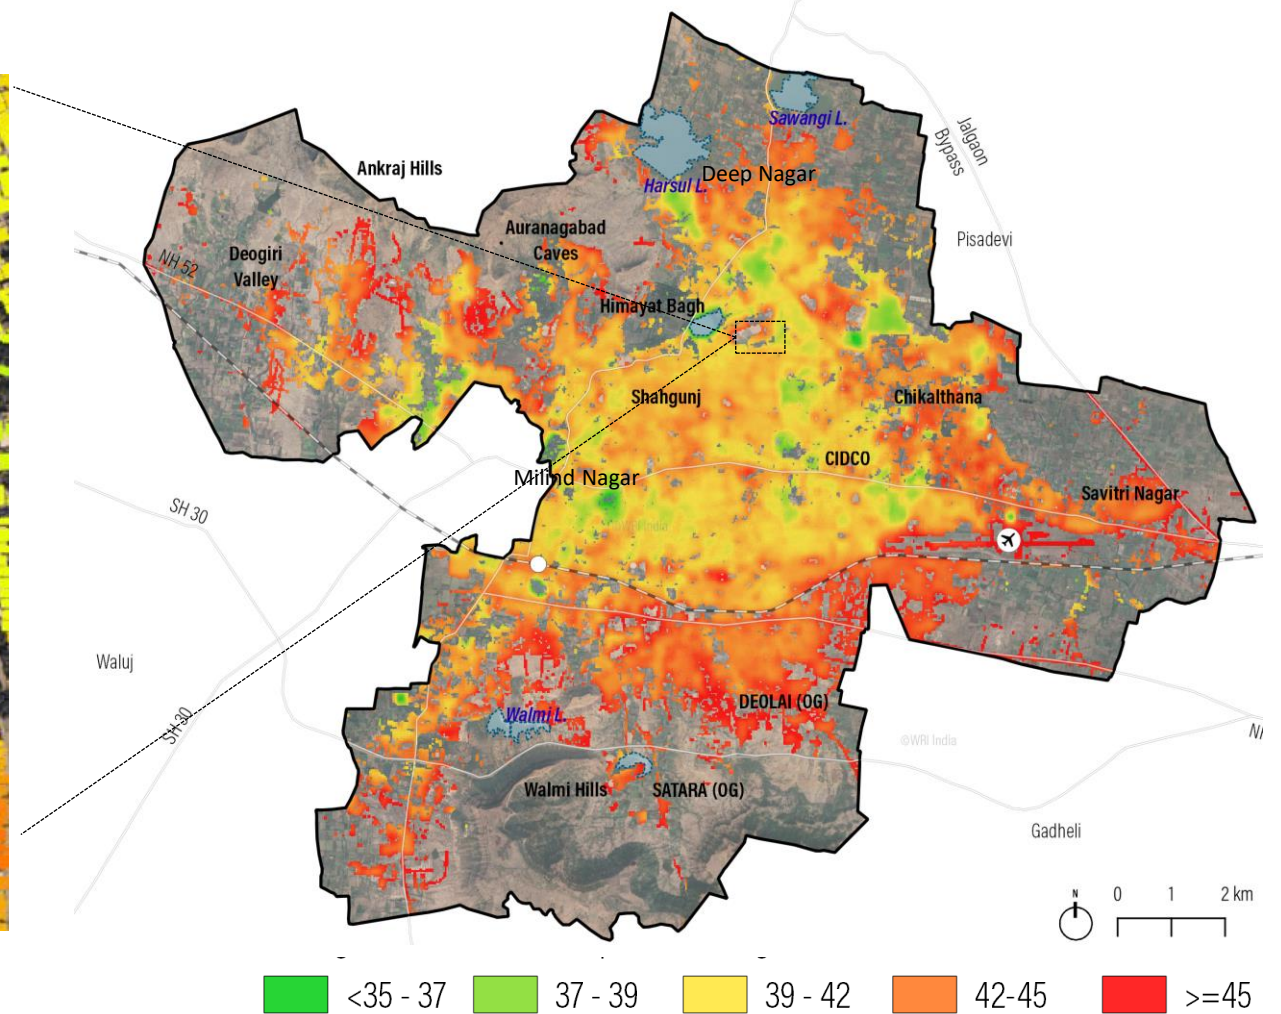 Sawangi L.
Jalgaon
Bypass
Ankraj Hills
Harsul L.
Deep Nagar
Auranagabad
Caves
Pisadevi
Deogiri
Valley
NH 52
Himayat Bagh
Shahgunj
Chikalthana
CIDCO
Milind Nagar
Savitri Nagar
SH 30
Waluj
DEOLAI (OG)
Walmi L.
SH 30
©WRI India
Walmi Hills
SATARA (OG)
Gadheli
N
0 1 2 km
<35 - 37
37 - 39
39 - 42
42-45
>=45